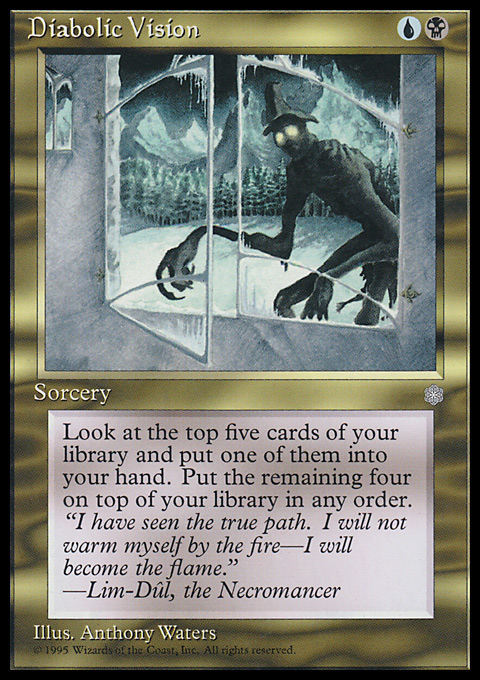 Diabolic Vision
Sorcery
Look at the top five cards of your
library and put one of them into
your hand.  Put the remaining four
on top of your library in any order.
“I have seen the true path.  I will not
warm myself by the fire—I will
become the flame.”
—Lim-Dûl, the Necromancer
Illus. Anthony Waters
© 1995 Wizards of the Coast, Inc. All rights reserved.